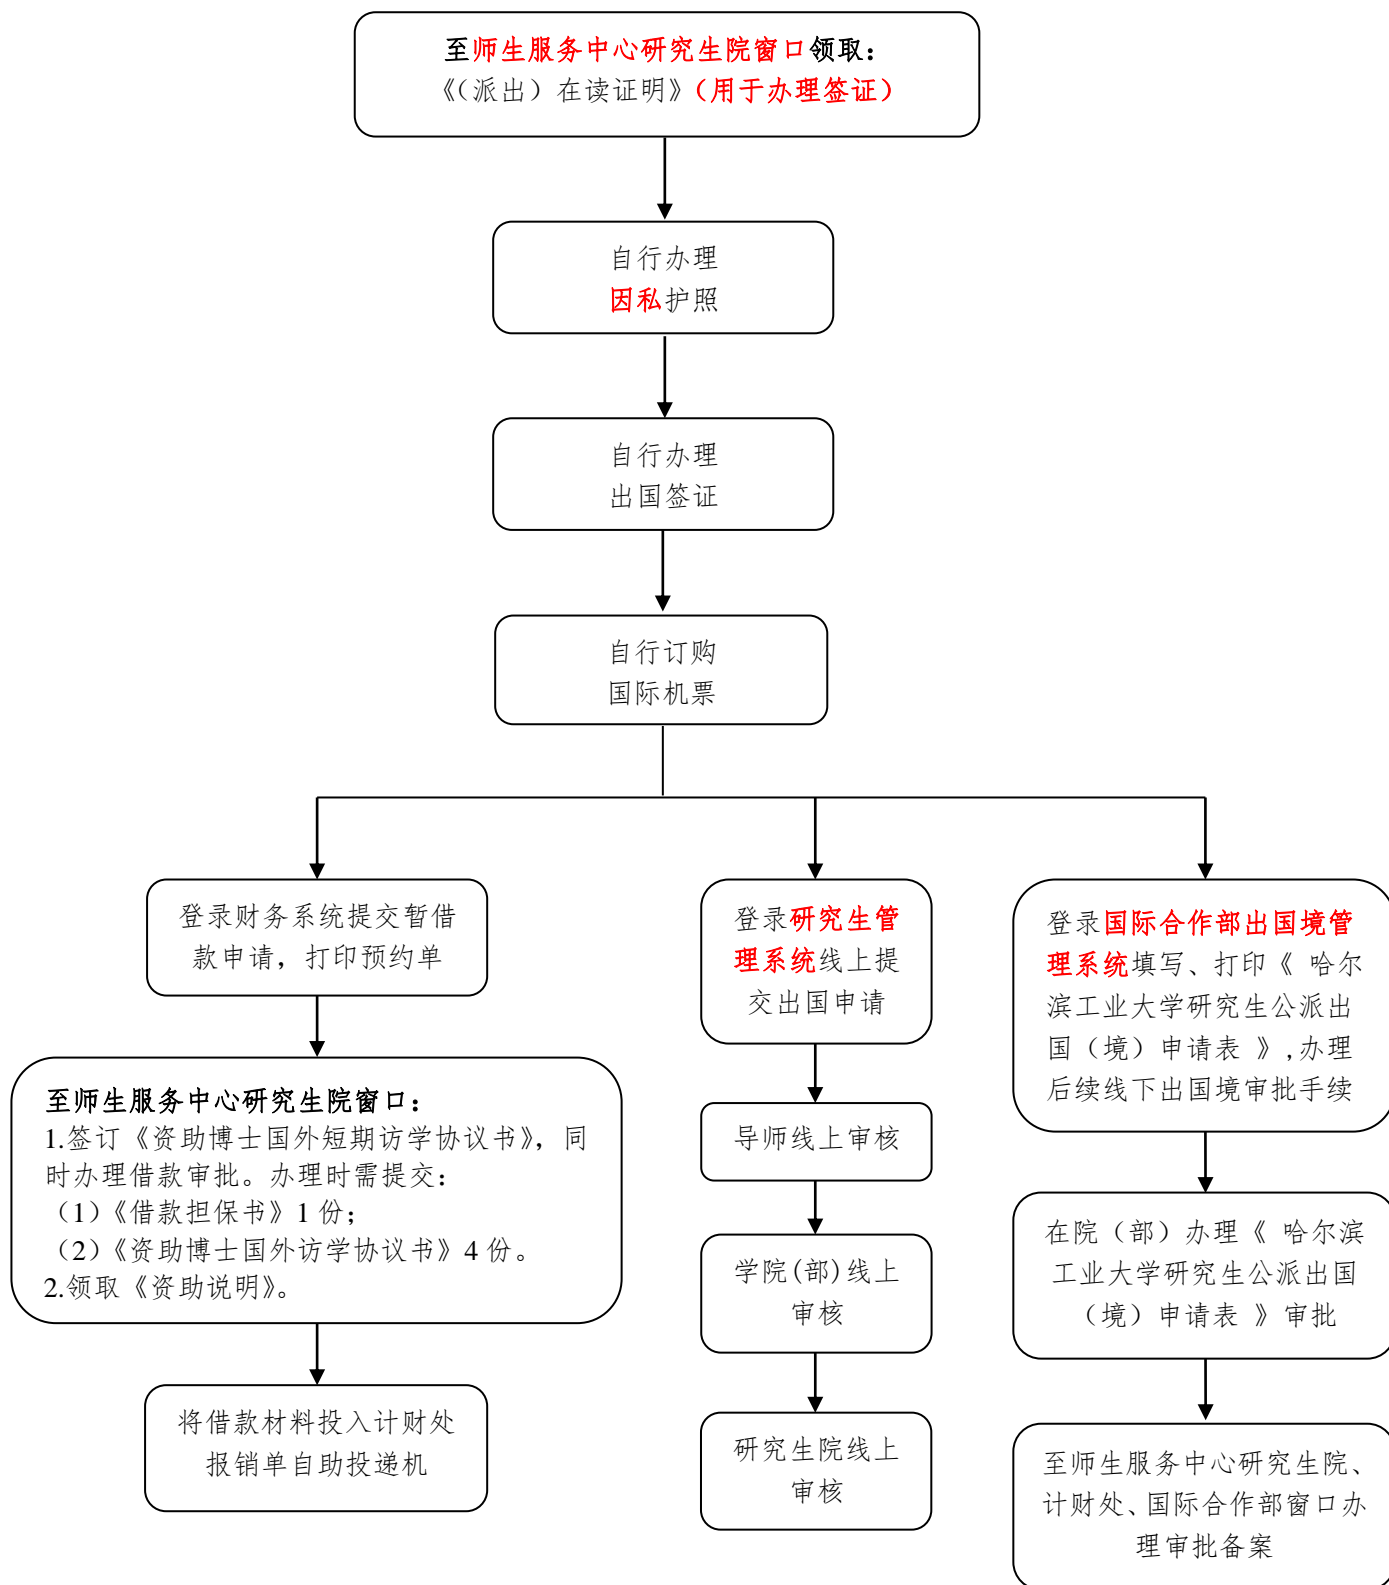 至师生服务中心研究生院窗口领取：
《（派出）在读证明》（用于办理签证）
自行办理
因私护照
自行办理
出国签证
自行订购
国际机票
登录财务系统提交暂借
款申请，打印预约单
至师生服务中心研究生院窗口：
1.签订《资助博士国外短期访学协议书》，同
时办理借款审批。办理时需提交：
（1）《借款担保书》1 份；
（2）《资助博士国外访学协议书》4 份。
2.领取《资助说明》。
将借款材料投入计财处
报销单自助投递机
登录研究生管
理系统线上提
交出国申请
导师线上审核
学院(部)线上
审核
研究生院线上
审核
登录国际合作部出国境管
理系统填写、打印《 哈尔
滨工业大学研究生公派出
国（境）申请表 》,办理
后续线下出国境审批手续
在院（部）办理《 哈尔滨
工业大学研究生公派出国
（境）申请表 》审批
至师生服务中心研究生院、
计财处、国际合作部窗口办
理审批备案